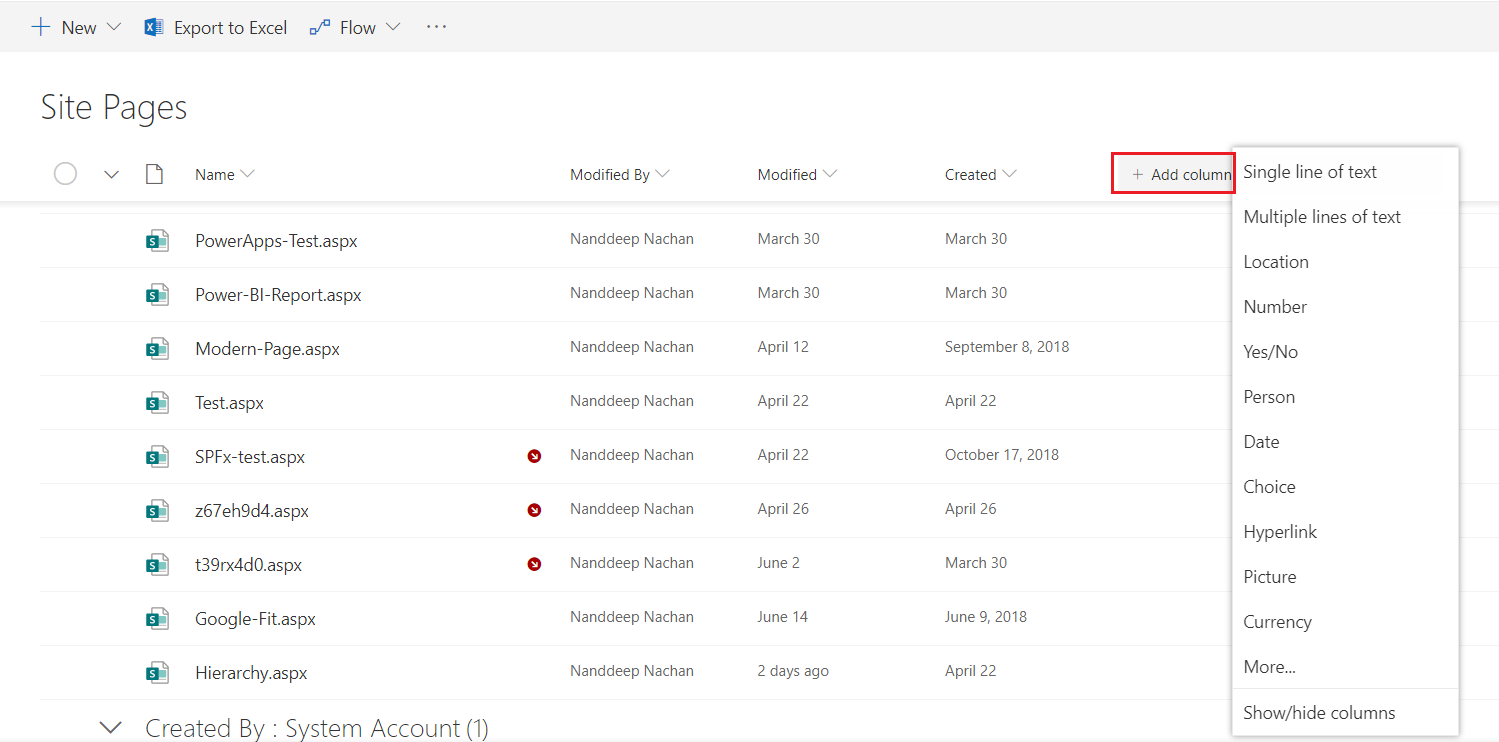 New Export to Excel Flow ...
Site Pages
Name Modified By Modified Created + Add column
PowerApps-Test.aspx Nanddeep Nachan March 30 March 30
Power-BI-Report.aspx Nanddeep Nachan March 30 March 30
Modern-Page.aspx Nanddeep Nachan April 12 September 8, 2018
Test.aspx Nanddeep Nachan April 22 April 22
SPFx-test.aspx Nanddeep Nachan April 22 October 17, 2018
z67eh9d4.aspx Nanddeep Nachan April 26 April 26
t39rx4d0.aspx Nanddeep Nachan June 2 March 30
Google-Fit.aspx Nanddeep Nachan June 14 June 9, 2018
Hierarchy.aspx Nanddeep Nachan 2 days ago April 22
Created By : System Account (1)
Single line of text
Multiple lines of text
Location
Number
Yes/No
Person
Date
Choice
Hyperlink
Picture
Currency
More...
Show/hide columns